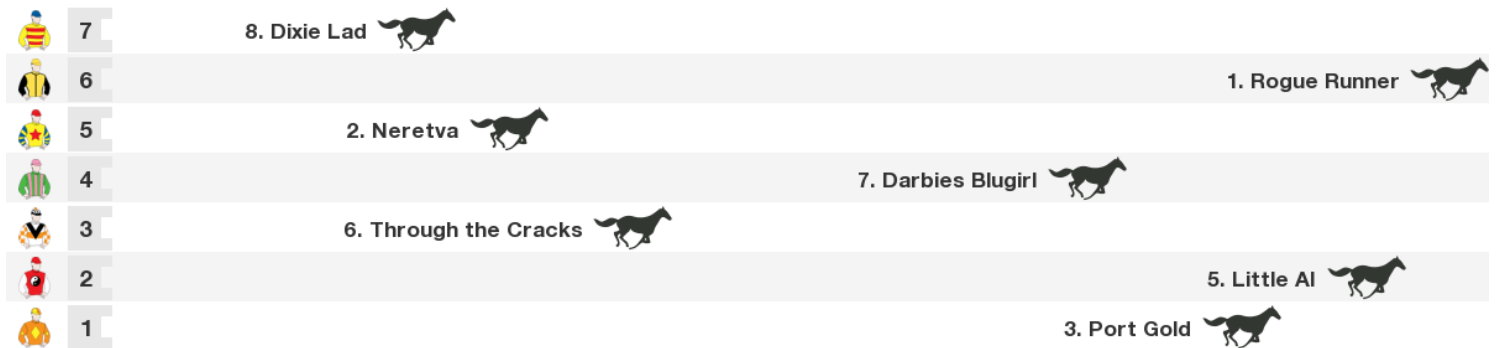 7 8. Dixie Lad
6 1. Rogue Runner
5 2. Neretva
4 7. Darbies Blugirl
3 6. Through the Cracks
2 5. Little Al
1 3. Port Gold